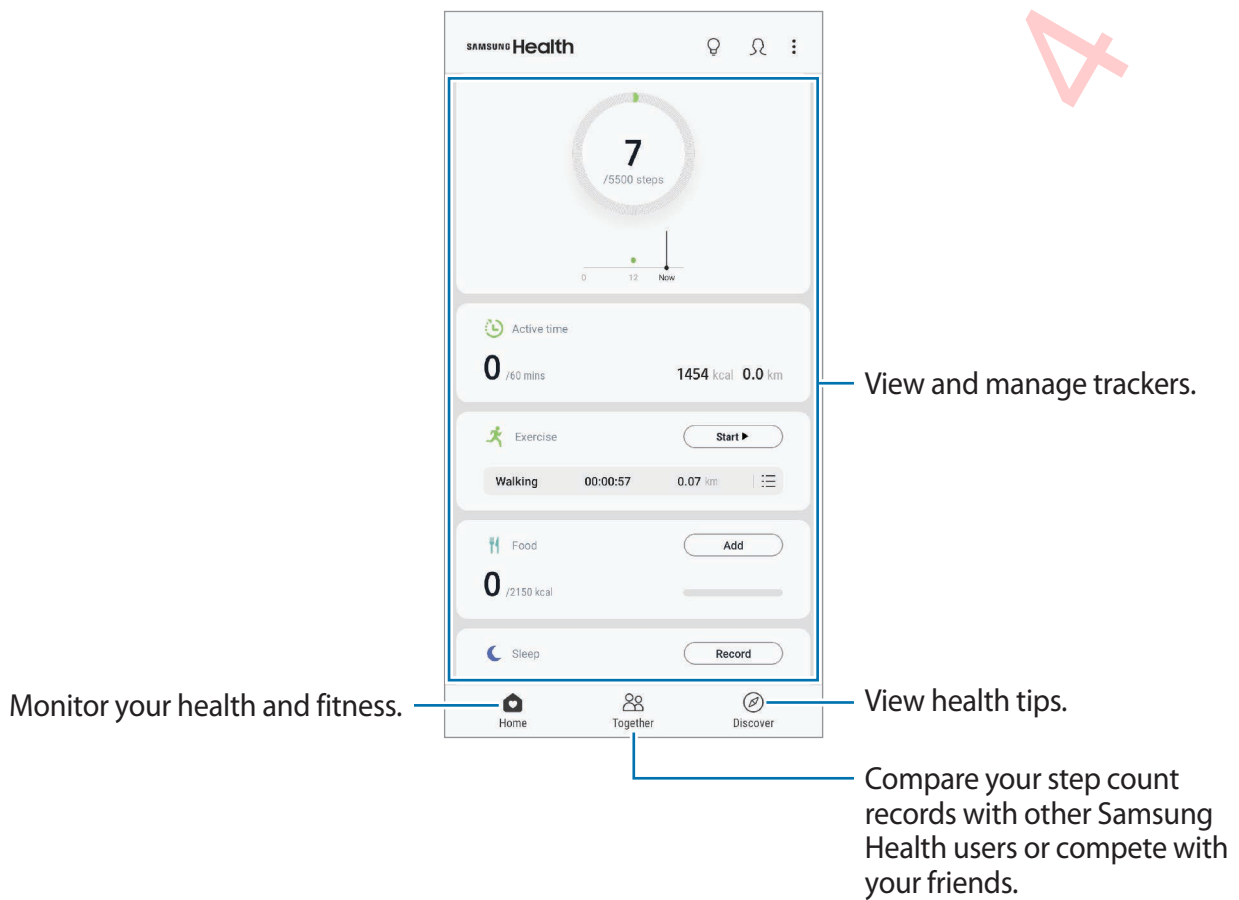 SAMSUNG Health
4
7
/5500 steps
0 12 Now
Active time
0 /60 mins 1454 kcal 0.0 km
View and manage trackers.
Exercise Start
Walking 00:00:57 0.07 km
Food Add
0 /2150 kcal
Sleep Record
Monitor your health and fitness.
Home Together Discover
View health tips.
Compare your step count
records with other Samsung
Health users or compete with
your friends.